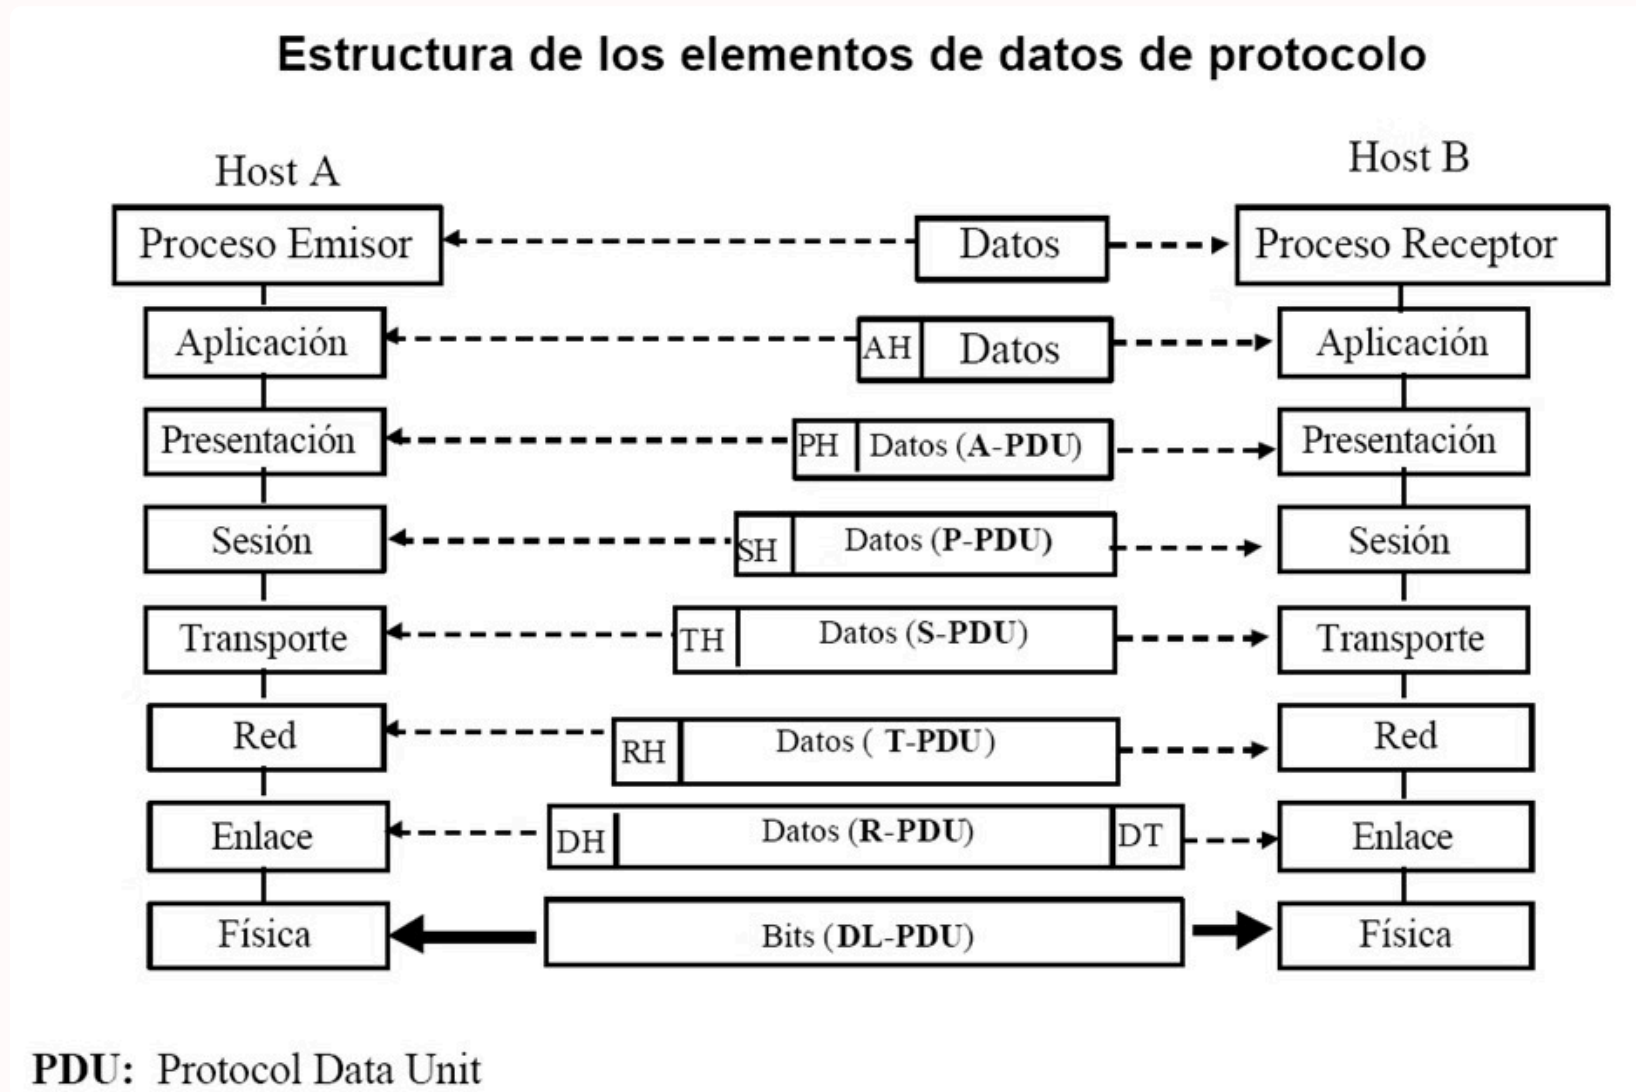 Estructura de los elementos de datos de protocolo
Host A
Host B
Proceso Emisor
Datos
Proceso Receptor
Aplicación
AH
Datos
Aplicación
Presentación
PH
Datos (A-PDU)
Presentación
Sesión
SH
Datos (P-PDU)
Sesión
Transporte
TH
Datos (S-PDU)
Transporte
Red
RH
Datos ( T-PDU)
Red
Enlace
DH
Datos (R-PDU)
DT
Enlace
Física
Bits (DL-PDU)
Física
PDU: Protocol Data Unit